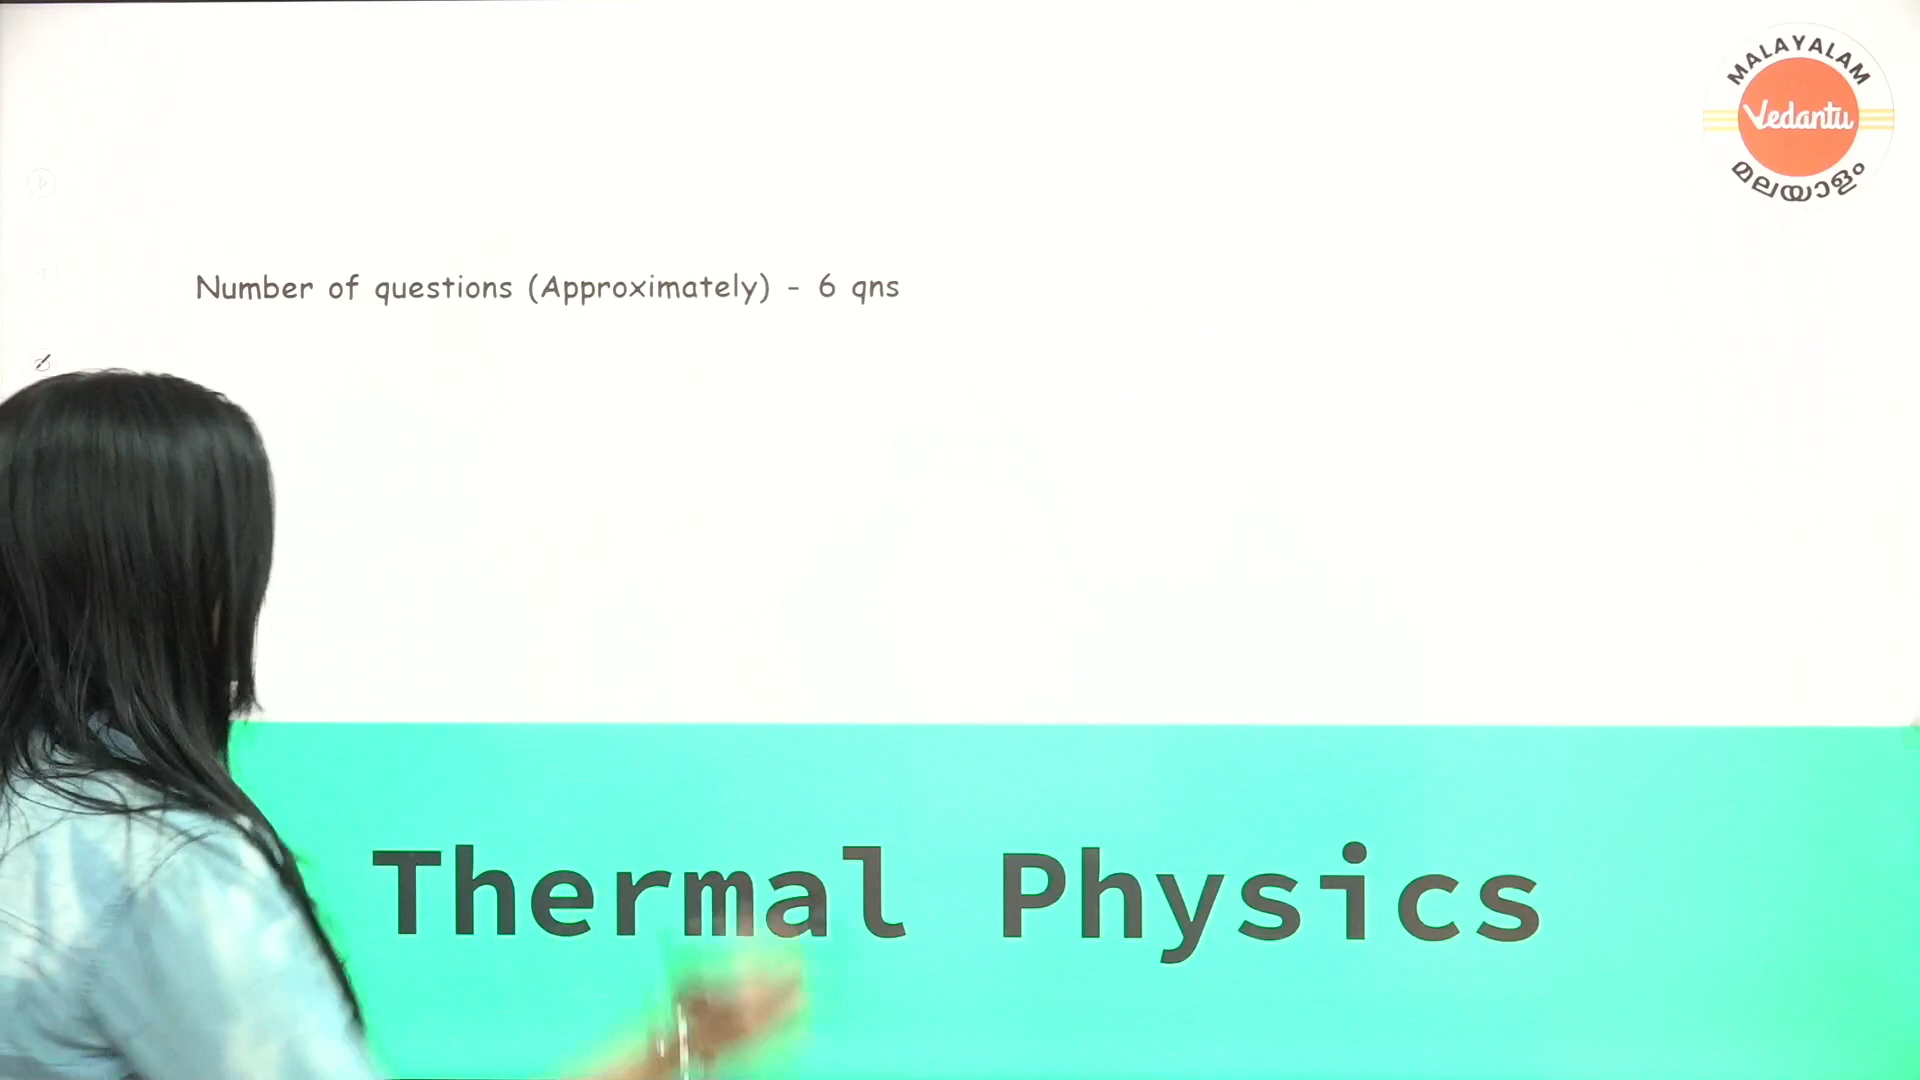 MALAYALAM
Vedantu
മലയാളം
Number of questions (Approximately) - 6 qns
Thermal Physics